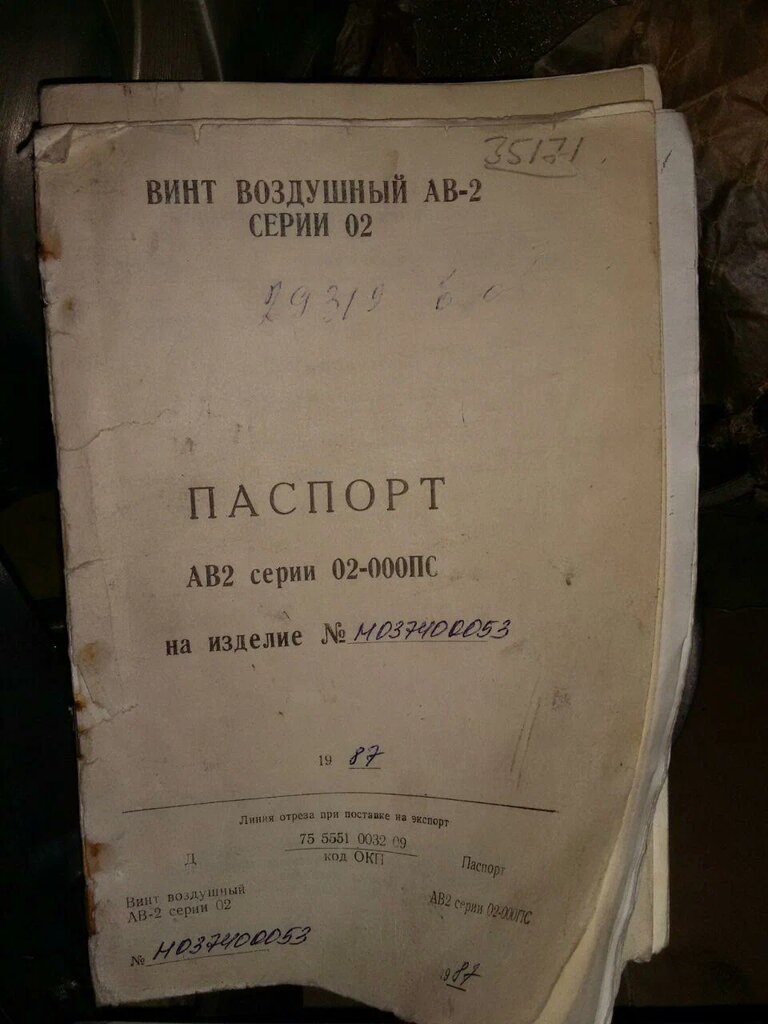 35171
ВИНТ ВОЗДУШНЫЙ АВ-2
СЕРИИ 02
29319
ПАСПОРТ
АВ2 серии 02-000ПС
на изделие № Н037400053
19 87
Линия отреза при поставке на экспорт
75 5551 0032 09
код ОКП
Д
Паспорт
Винт воздушный
АВ-2 серии 02
АВ2 серии 02-000ПС
№ Н037400053
1987